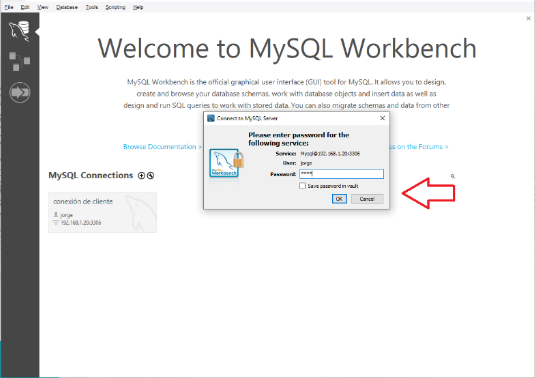 File Edit View Database Tools Scripting Help
Welcome to MySQL Workbench
MySQL Workbench is the official graphical user interface (GUI) tool for MySQL. It allows you to design,
create and browse your database schemas, work with database objects and insert data as well as
design and run SQL queries to work with stored data. You can also migrate schemas and data from other
Connect to MySQL Server
Please enter password for the
following service:
Service: Mysql@192.168.1.20:3306
User: jorge
Password: ****
Save password in vault
OK Cancel
MySQL
Workbench
Browse Documentation >
on the Forums >
MySQL Connections
conexión de cliente
jorge
192.168.1.20:3306